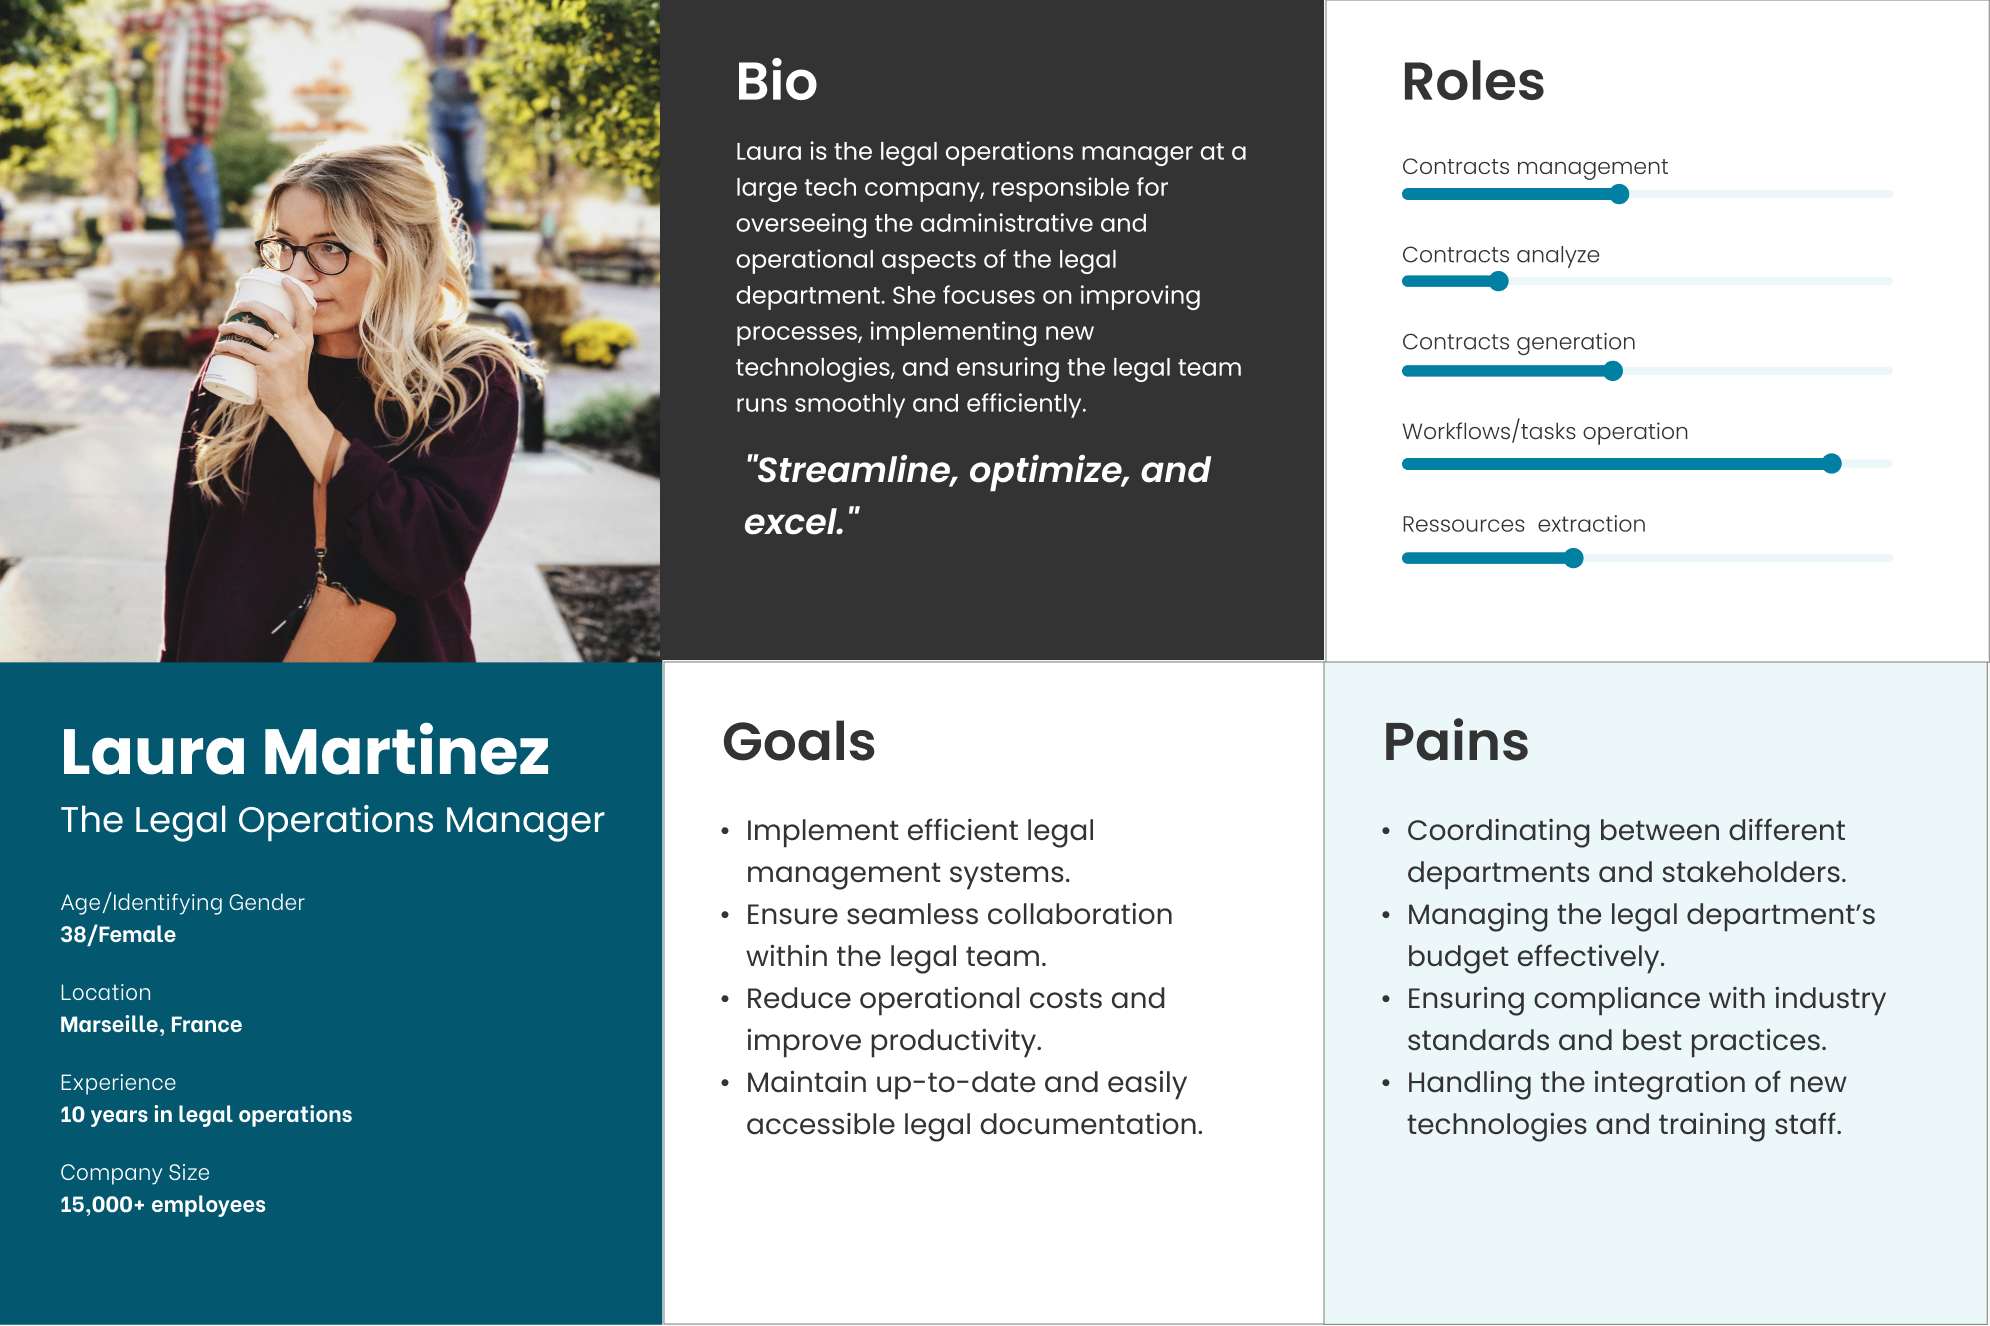 Bio
Laura is the legal operations manager at a
large tech company, responsible for
overseeing the administrative and
operational aspects of the legal
department. She focuses on improving
processes, implementing new
technologies, and ensuring the legal team
runs smoothly and efficiently.
"Streamline, optimize, and
excel."
Roles
Contracts management
Contracts analyze
Contracts generation
Workflows/tasks operation
Ressources  extraction
Laura Martinez
The Legal Operations Manager
Age/Identifying Gender
38/Female
Location
Marseille, France
Experience
10 years in legal operations
Company Size
15,000+ employees
Goals
• Implement efficient legal
management systems.
• Ensure seamless collaboration
within the legal team.
• Reduce operational costs and
improve productivity.
• Maintain up-to-date and easily
accessible legal documentation.
Pains
• Coordinating between different
departments and stakeholders.
• Managing the legal department’s
budget effectively.
• Ensuring compliance with industry
standards and best practices.
• Handling the integration of new
technologies and training staff.